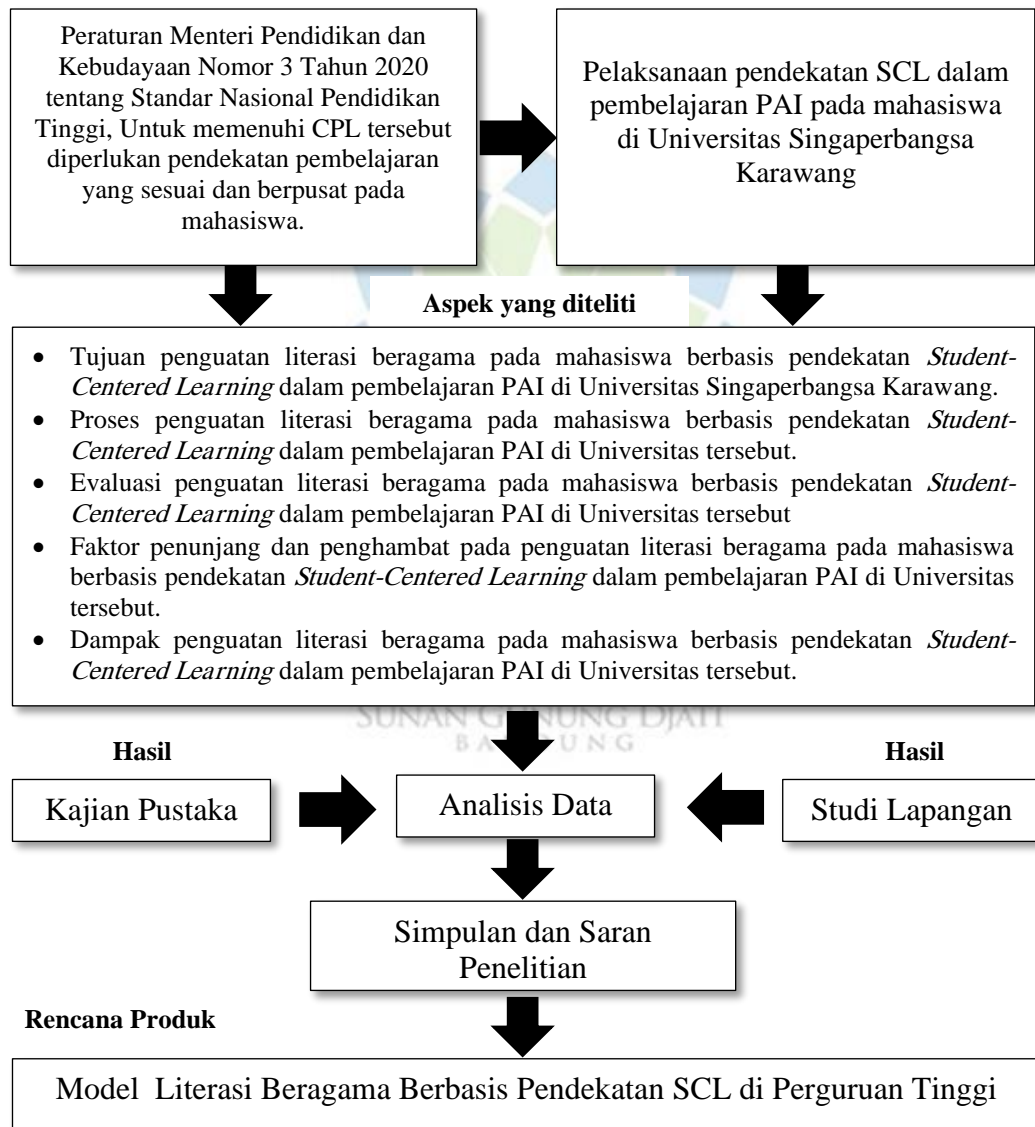 Peraturan Menteri Pendidikan dan
Kebudayaan Nomor 3 Tahun 2020
tentang Standar Nasional Pendidikan
Tinggi, Untuk memenuhi CPL tersebut
diperlukan pendekatan pembelajaran
yang sesuai dan berpusat pada
mahasiswa.
Pelaksanaan pendekatan SCL dalam
pembelajaran PAI pada mahasiswa
di Universitas Singaperbangsa
Karawang
Aspek yang diteliti
• Tujuan penguatan literasi beragama pada mahasiswa berbasis pendekatan Student-
Centered Learning dalam pembelajaran PAI di Universitas Singaperbangsa Karawang.
• Proses penguatan literasi beragama pada mahasiswa berbasis pendekatan Student-
Centered Learning dalam pembelajaran PAI di Universitas tersebut.
• Evaluasi penguatan literasi beragama pada mahasiswa berbasis pendekatan Student-
Centered Learning dalam pembelajaran PAI di Universitas tersebut
• Faktor penunjang dan penghambat pada penguatan literasi beragama pada mahasiswa
berbasis pendekatan Student-Centered Learning dalam pembelajaran PAI di Universitas
tersebut.
• Dampak penguatan literasi beragama pada mahasiswa berbasis pendekatan Student-
Centered Learning dalam pembelajaran PAI di Universitas tersebut.
SUNAN GUNUNG DJATI
Hasil
Hasil
Kajian Pustaka
Analisis Data
Studi Lapangan
Simpulan dan Saran
Penelitian
Rencana Produk
Model Literasi Beragama Berbasis Pendekatan SCL di Perguruan Tinggi